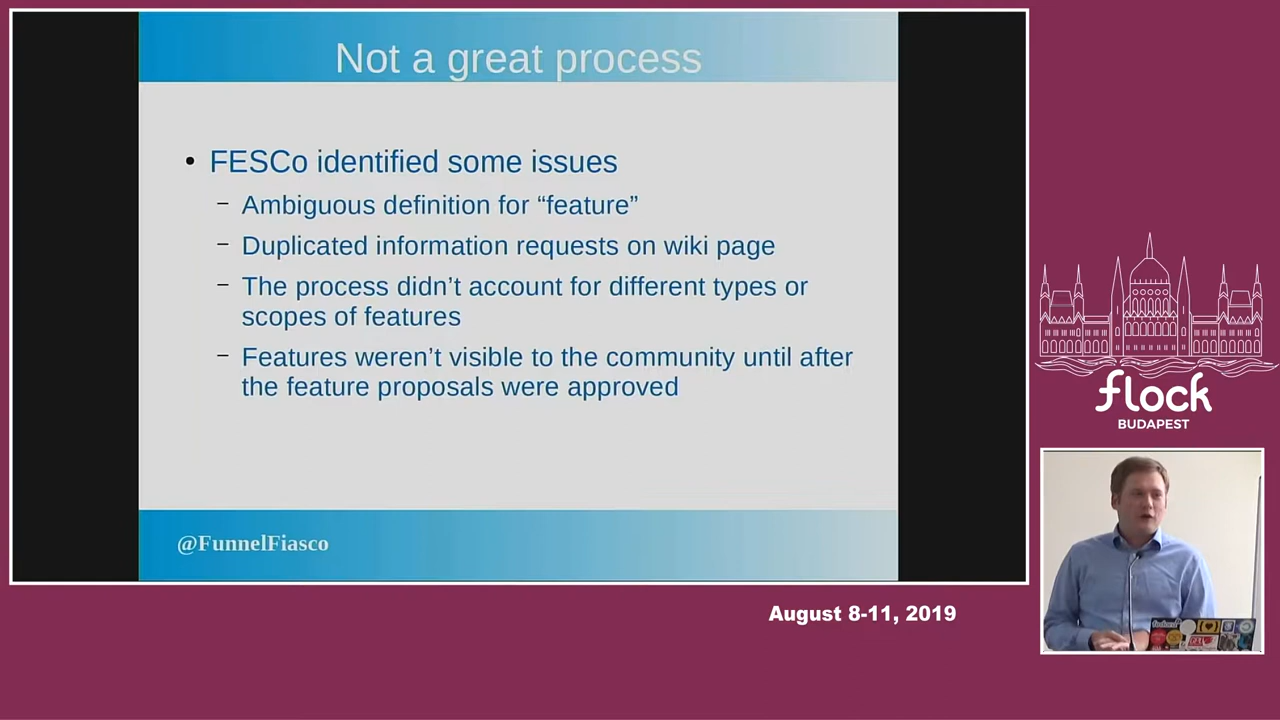 Not a great process
• FESCo identified some issues
– Ambiguous definition for “feature”
– Duplicated information requests on wiki page
– The process didn’t account for different types or
scopes of features
– Features weren’t visible to the community until after
the feature proposals were approved
@FunnelFiasco
flock
BUDAPEST
August 8-11, 2019